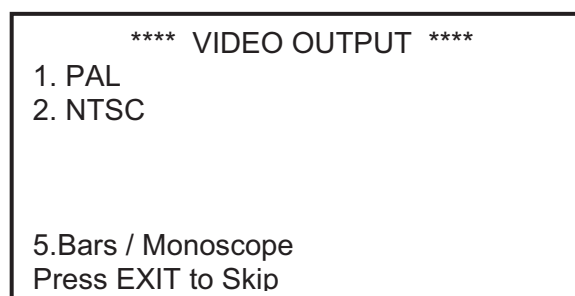 **** VIDEO OUTPUT ****
1. PAL
2. NTSC
5.Bars / Monoscope
Press EXIT to Skip